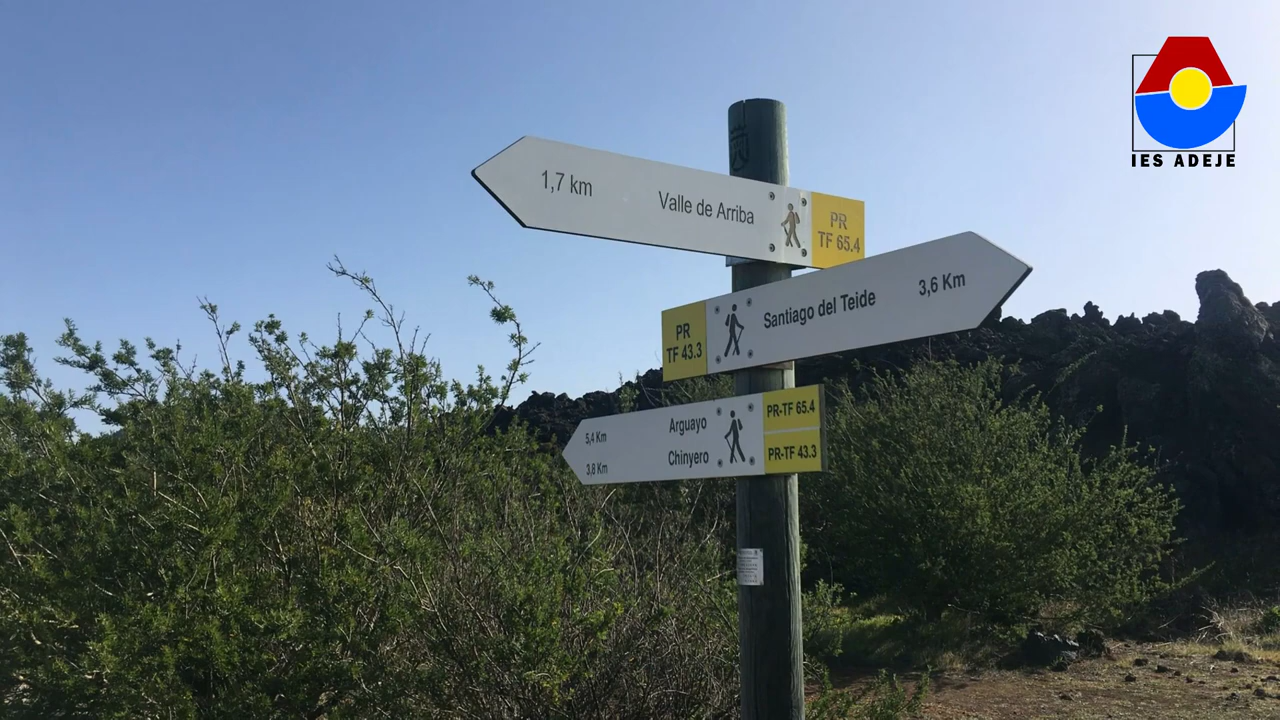 IES ADEJE
1,7 km
Valle de Arriba
PR
TF 65.4
PR
TF 43.3
Santiago del Teide
3,6 Km
5,4 Km
Arguayo
PR-TF 65.4
3,8 Km
Chinyero
PR-TF 43.3